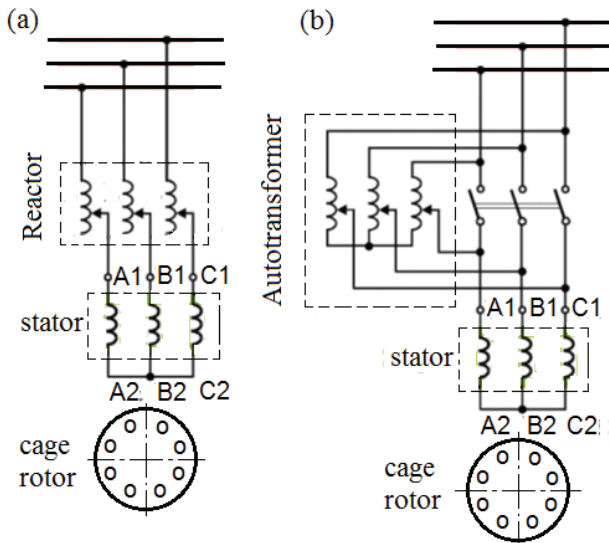 (a)
Reactor
A1
B1
C1
stator
A2
B2
C2
cage
rotor
(b)
Autotransformer
A1
B1
C1
stator
A2
B2
C2
cage
rotor